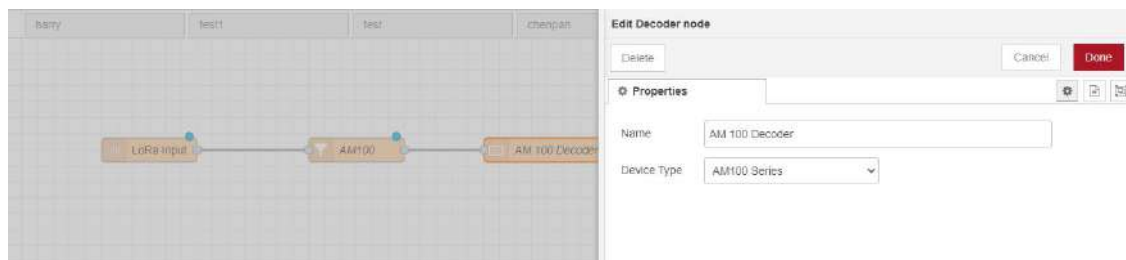 harry test1 test chenpan
LoRa Input AM100 AM 100 Decoder
Edit Decoder node
Delete Cancel Done
Properties
Name AM 100 Decoder
Device Type AM100 Series